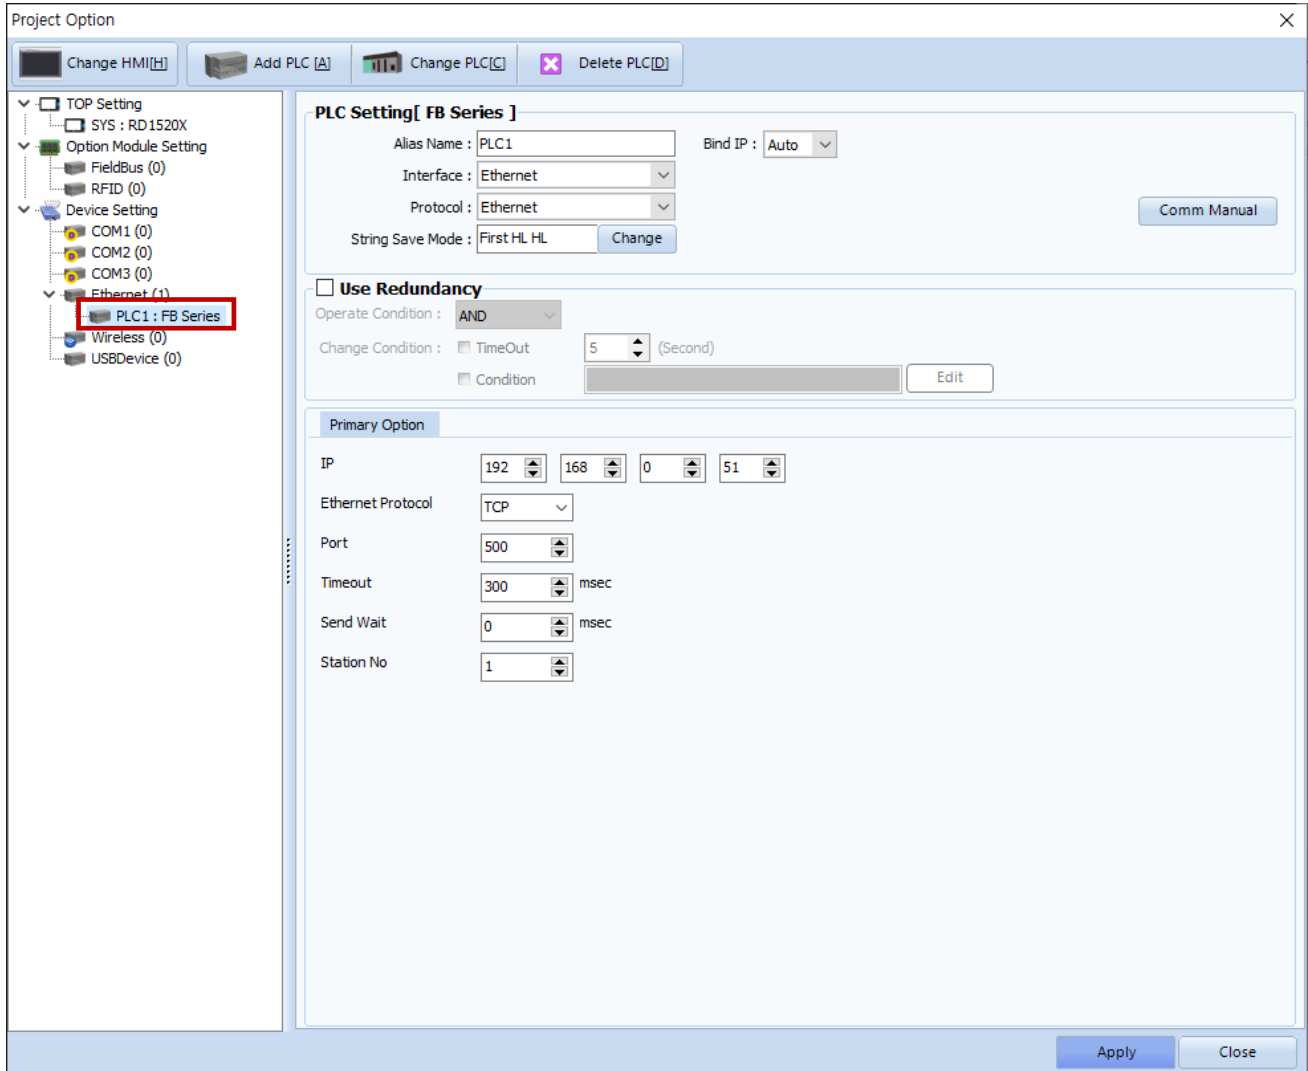 Project Option
Change HMI[H]
Add PLC [A]
Change PLC[C]
Delete PLC[D]
TOP Setting
SYS : RD1520X
Option Module Setting
FieldBus (0)
RFID (0)
Device Setting
COM1 (0)
COM2 (0)
COM3 (0)
Ethernet (1)
PLC1 : FB Series
Wireless (0)
USBDevice (0)
PLC Setting[ FB Series ]
Alias Name : PLC1 Bind IP : Auto
Interface : Ethernet
Protocol : Ethernet
Comm Manual
String Save Mode : First HL HL Change
Use Redundancy
Operate Condition : AND
Change Condition : TimeOut 5 (Second)
Condition Edit
Primary Option
IP 192 168 0 51
Ethernet Protocol TCP
Port 500
Timeout 300 msec
Send Wait 0 msec
Station No 1
Apply Close